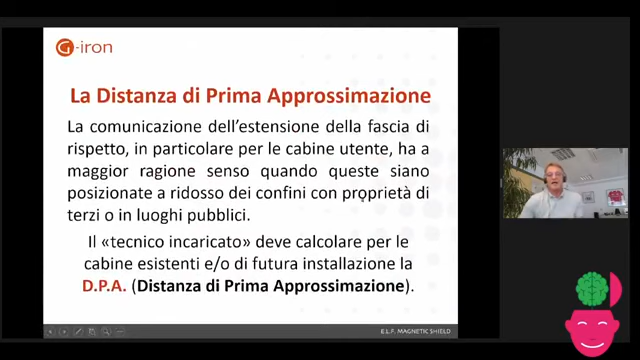 G-iron
La Distanza di Prima Approssimazione
La comunicazione dell'estensione della fascia di
rispetto, in particolare per le cabine utente, ha a
maggior ragione senso quando queste siano
posizionate a ridosso dei confini con proprietà di
terzi o in luoghi pubblici.
Il «tecnico incaricato» deve calcolare per le
cabine esistenti e/o di futura installazione la
D.P.A. (Distanza di Prima Approssimazione).
E.L.F. MAGNETIC SHIELD